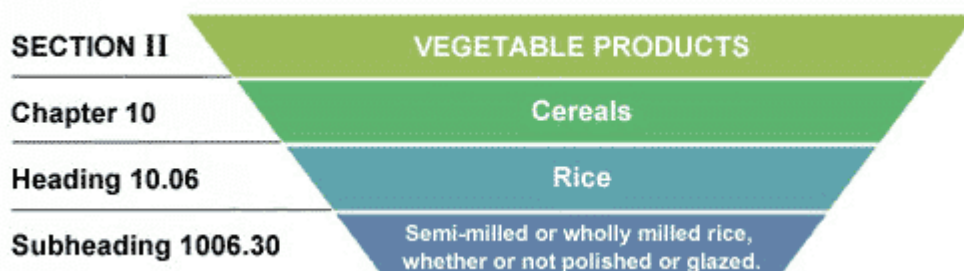 SECTION II
VEGETABLE PRODUCTS
Chapter 10
Cereals
Heading 10.06
Rice
Subheading 1006.30
Semi-milled or wholly milled rice,
whether or not polished or glazed.